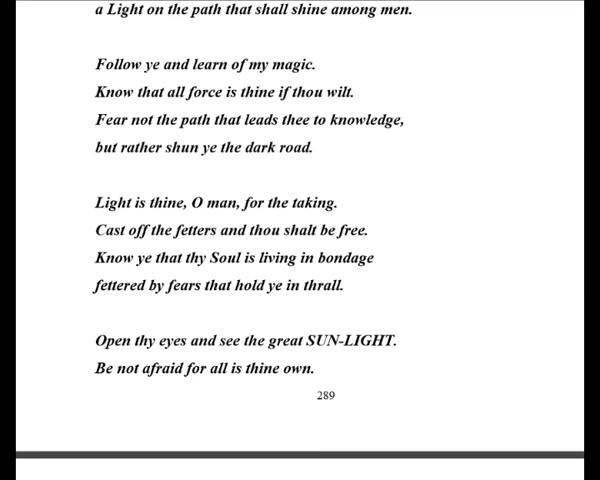 a Light on the path that shall shine among men.
Follow ye and learn of my magic.
Know that all force is thine if thou wilt.
Fear not the path that leads thee to knowledge,
but rather shun ye the dark road.
Light is thine, O man, for the taking.
Cast off the fetters and thou shalt be free.
Know ye that thy Soul is living in bondage
fettered by fears that hold ye in thrall.
Open thy eyes and see the great SUN-LIGHT.
Be not afraid for all is thine own.
289